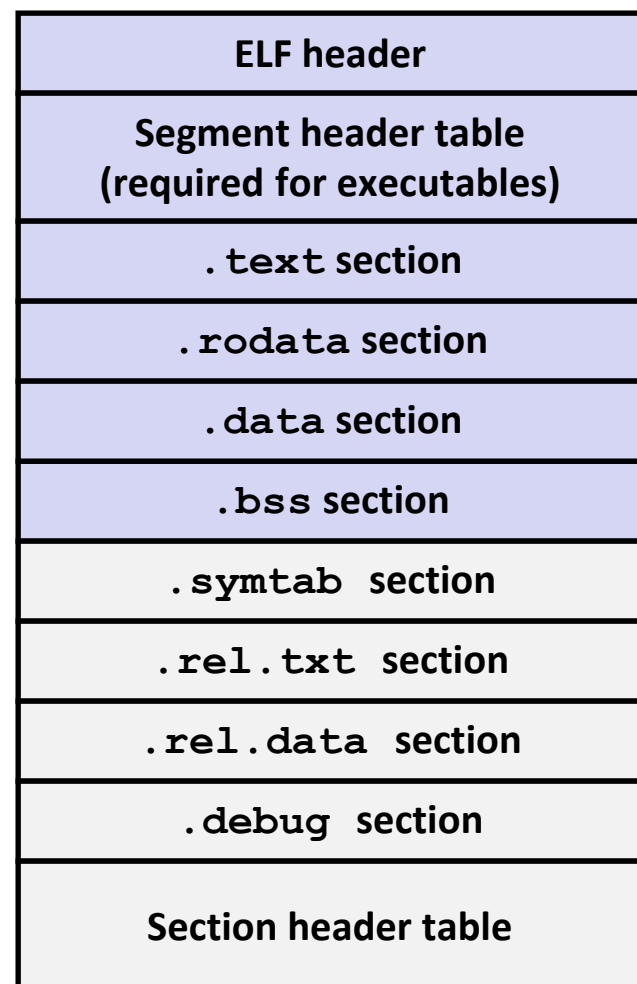 ELF header
Segment header table
(required for executables)
.text section
.rodata section
.data section
.bss section
.symtab section
.rel.txt section
.rel.data section
.debug section
Section header table